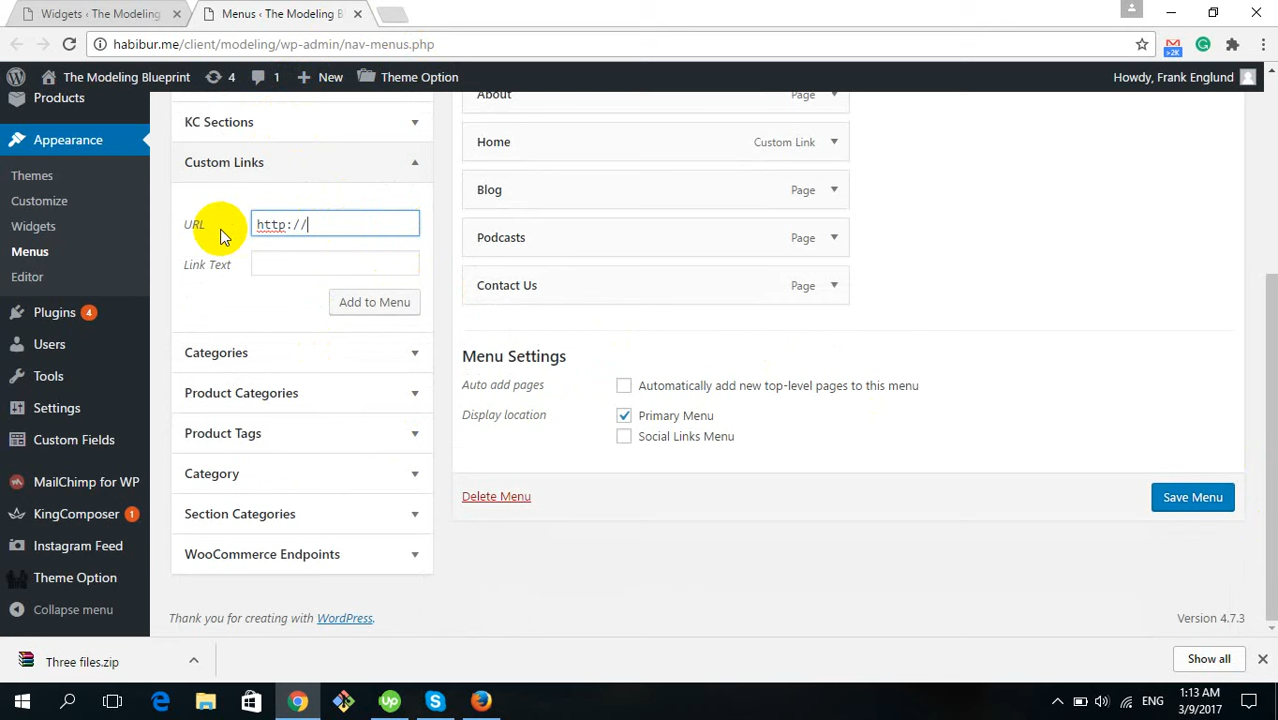 Widgets ‹ The Modeling
Menus ‹ The Modeling B
habibur.me/client/modeling/wp-admin/nav-menus.php
>2K
The Modeling Blueprint
4
1
New
Theme Option
Howdy, Frank Englund
Products
Appearance
Themes
Customize
Widgets
Menus
Editor
Plugins 4
Users
Tools
Settings
Custom Fields
MailChimp for WP
KingComposer 1
Instagram Feed
Theme Option
Collapse menu
KC Sections
Custom Links
URL
http://
Link Text
Add to Menu
Categories
Product Categories
Product Tags
Category
Section Categories
WooCommerce Endpoints
About Page
Home Custom Link
Blog Page
Podcasts Page
Contact Us Page
Menu Settings
Auto add pages
Automatically add new top-level pages to this menu
Display location
Primary Menu
Social Links Menu
Delete Menu
Save Menu
Thank you for creating with WordPress.
Version 4.7.3
Three files.zip
Show all
ENG
1:13 AM
3/9/2017